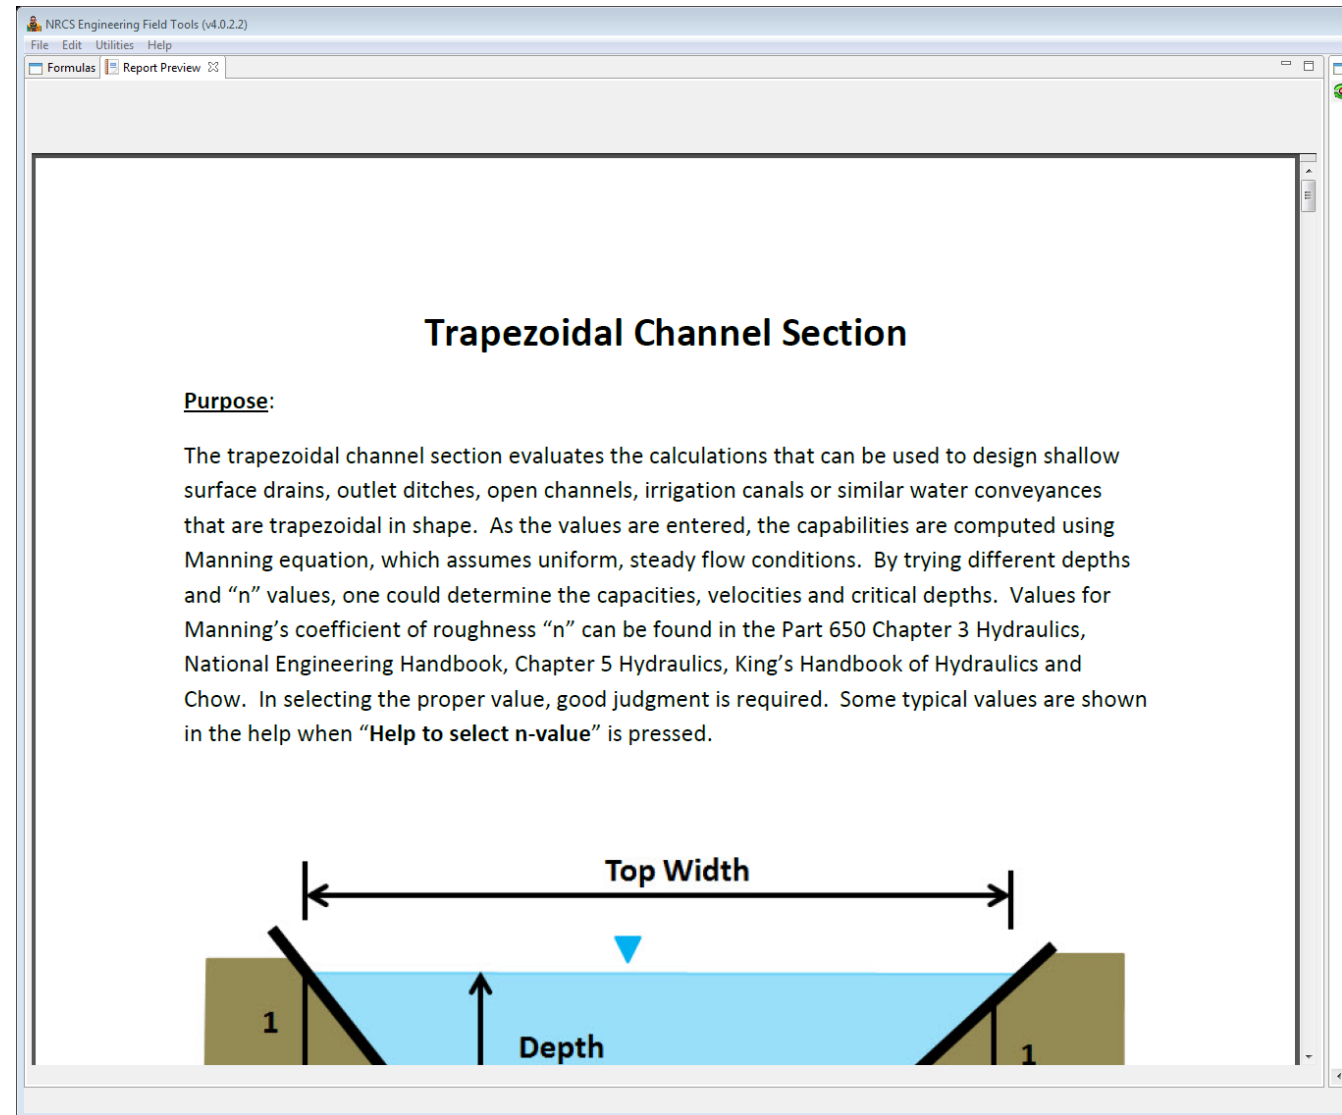 NRCS Engineering Field Tools (v4.0.2.2)
File Edit Utilities Help
Formulas Report Preview
Trapezoidal Channel Section
Purpose:
The trapezoidal channel section evaluates the calculations that can be used to design shallow
surface drains, outlet ditches, open channels, irrigation canals or similar water conveyances
that are trapezoidal in shape.  As the values are entered, the capabilities are computed using
Manning equation, which assumes uniform, steady flow conditions.  By trying different depths
and “n” values, one could determine the capacities, velocities and critical depths.  Values for
Manning’s coefficient of roughness “n” can be found in the Part 650 Chapter 3 Hydraulics,
National Engineering Handbook, Chapter 5 Hydraulics, King’s Handbook of Hydraulics and
Chow.  In selecting the proper value, good judgment is required.  Some typical values are shown
in the help when “Help to select n-value” is pressed.
Top Width
1
Depth
1